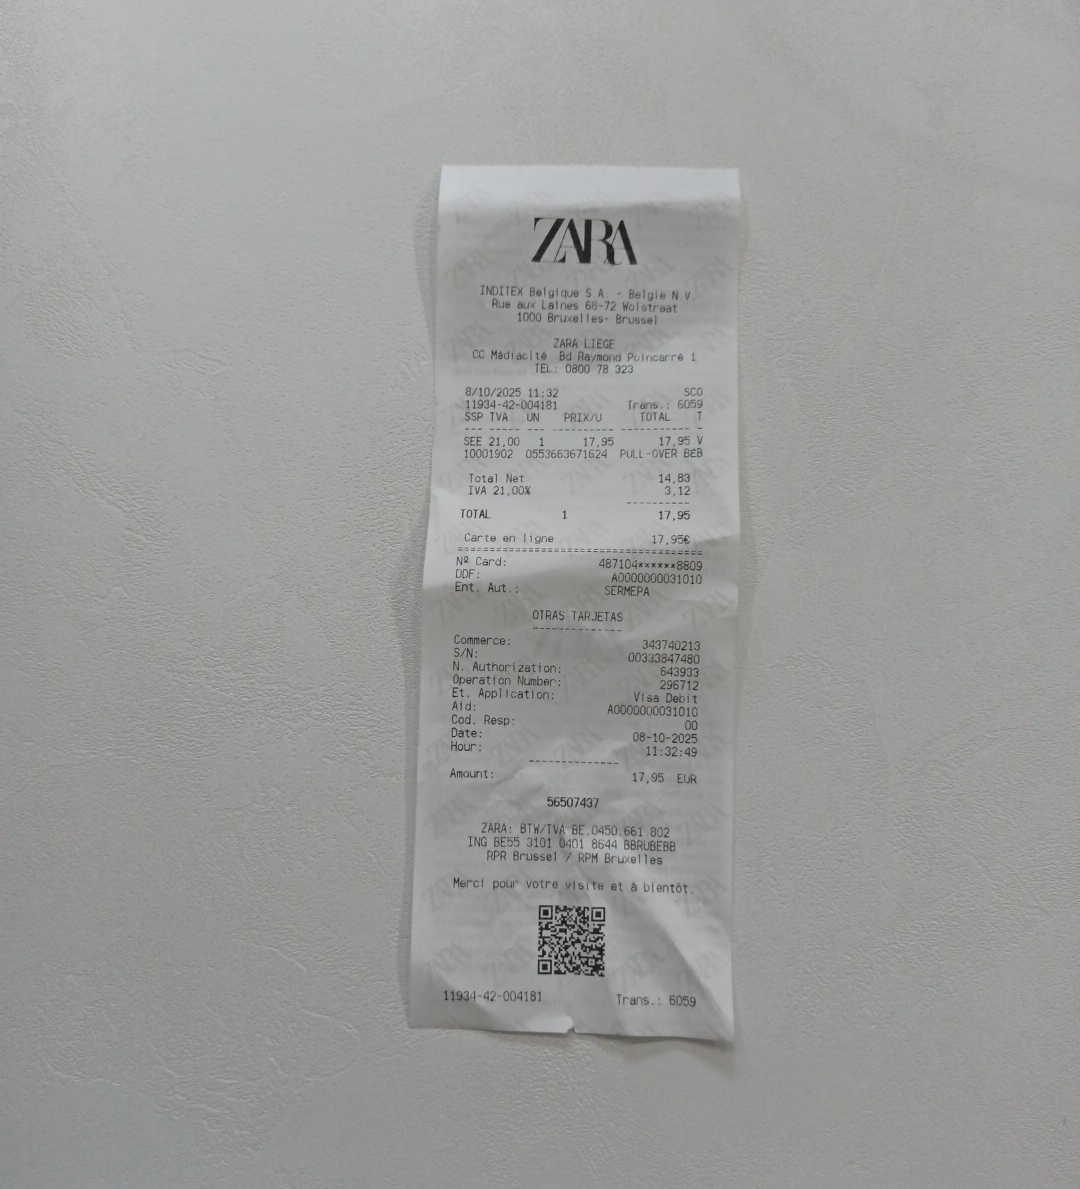 ZARA
INDITEX Belgique S.A. - Belgie N.V.
Rue aux Laines 68-72 Wolstraat
1000 Bruxelles- Brussel
ZARA LIEGE
CC Médiacité Bd Raymond Poincarré 1
TEL: 0800 78 323
8/10/2025 11:32 SCO
11934-42-004181 Trans.: 6059
SSP TVA UN PRIX/U TOTAL T
--- ----- --- --------- ----------- -
SEE 21,00 1 17,95 17,95 V
10001902 0553663671624 PULL-OVER BEB
Total Net 14,83
IVA 21,00% 3,12
----------
TOTAL 1 17,95
Carte en ligne 17,95€
========================================
Nº Card: 487104******8809
DDF: A0000000031010
Ent. Aut.: SERMEPA
OTRAS TARJETAS
--------------
Commerce: 343740213
S/N: 00333847480
N. Authorization: 643933
Operation Number: 296712
Et. Application: Visa Debit
Aid: A0000000031010
Cod. Resp: 00
Date: 08-10-2025
Hour: 11:32:49
--------------
Amount: 17,95 EUR
56507437
ZARA: BTW/TVA BE.0450.661.802
ING BE55 3101 0401 8644 BBRUBEBB
RPR Brussel / RPM Bruxelles
Merci pour votre visite et à bientôt.
11934-42-004181 Trans.: 6059